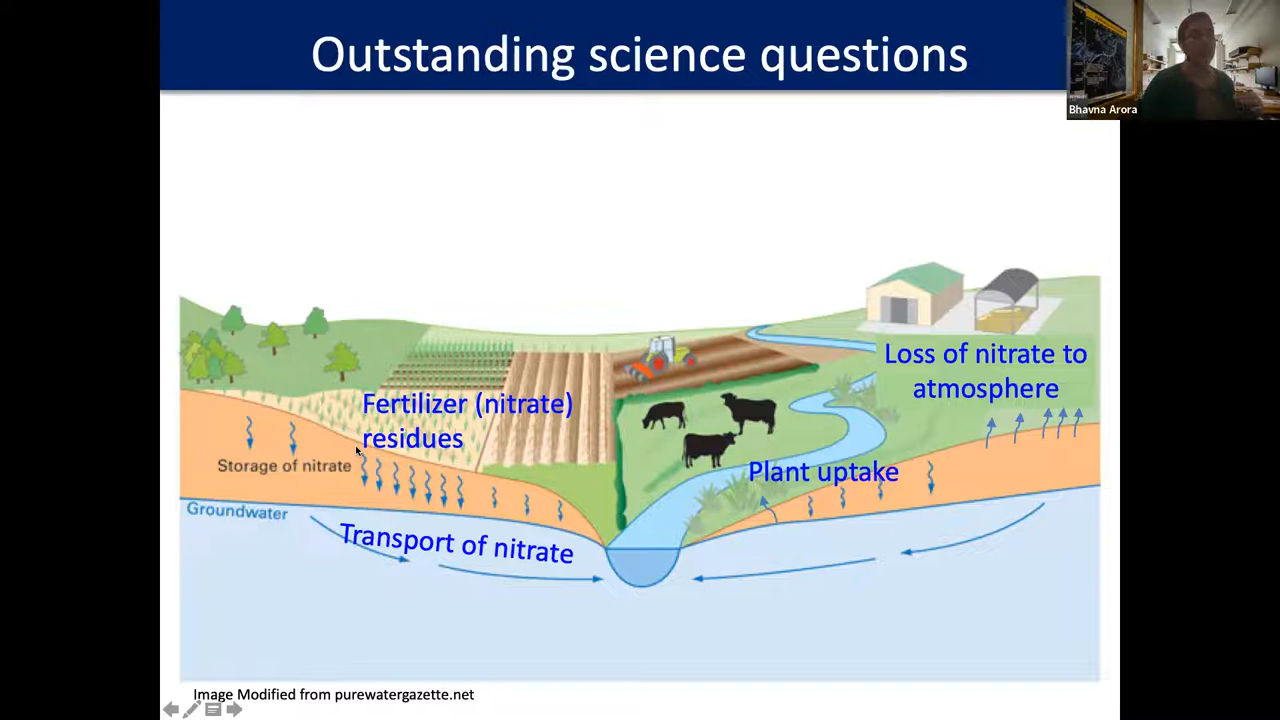 Outstanding science questions
Bhavna Arora
Loss of nitrate to
atmosphere
Fertilizer (nitrate)
residues
Storage of nitrate
Plant uptake
Groundwater
Transport of nitrate
Image Modified from purewatergazette.net